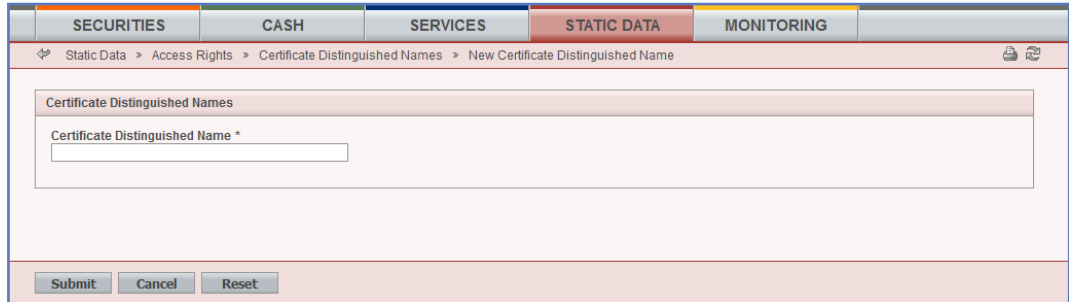 SECURITIES CASH SERVICES STATIC DATA MONITORING
Static Data » Access Rights » Certificate Distinguished Names » New Certificate Distinguished Name
Certificate Distinguished Names
Certificate Distinguished Name *
Submit Cancel Reset